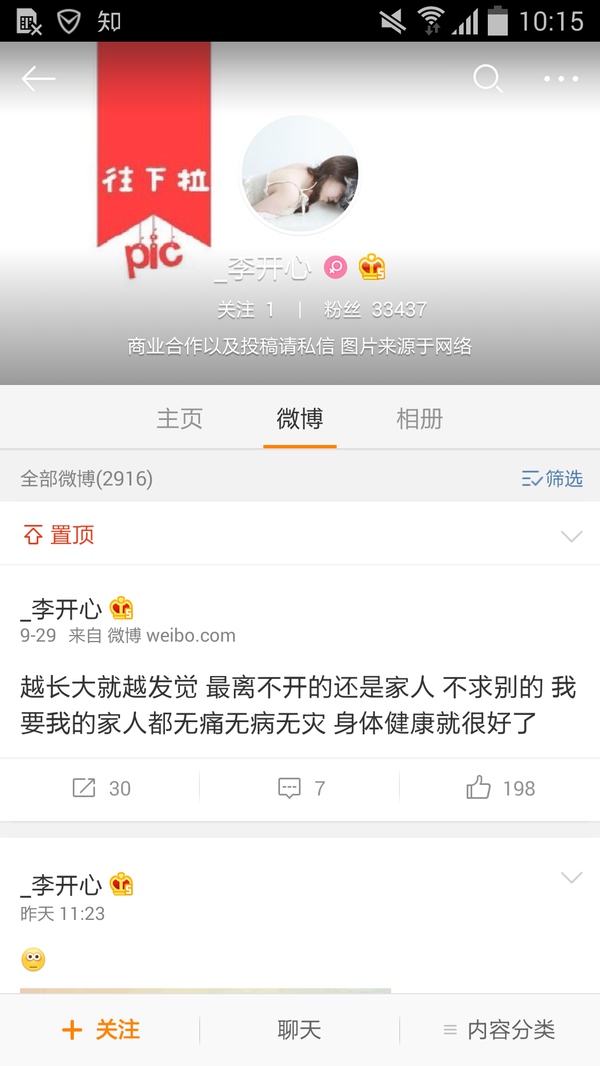 知 10:15
往下拉
pic
_李开心
关注 1 | 粉丝 33437
商业合作以及投稿请私信 图片来源于网络
主页 微博 相册
全部微博(2916) 筛选
置顶
_李开心
9-29 来自 微博 weibo.com
越长大就越发觉 最离不开的还是家人 不求别的 我
要我的家人都无痛无病无灾 身体健康就很好了
30 7 198
_李开心
昨天 11:23
+ 关注 聊天 内容分类